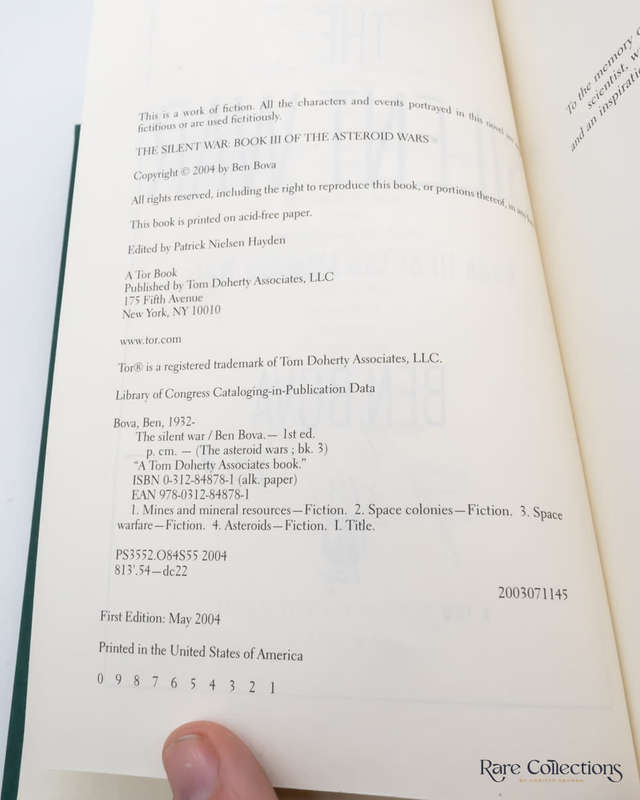 This is a work of fiction. All the characters and events portrayed in this novel are
fictitious or are used fictitiously.
THE SILENT WAR: BOOK III OF THE ASTEROID WARS
Copyright © 2004 by Ben Bova
All rights reserved, including the right to reproduce this book, or portions thereof, in any
This book is printed on acid-free paper.
Edited by Patrick Nielsen Hayden
A Tor Book
Published by Tom Doherty Associates, LLC
175 Fifth Avenue
New York, NY 10010
www.tor.com
Tor® is a registered trademark of Tom Doherty Associates, LLC.
Library of Congress Cataloging-in-Publication Data
Bova, Ben, 1932-
The silent war / Ben Bova.— 1st ed.
p. cm. — (The asteroid wars ; bk. 3)
"A Tom Doherty Associates book."
ISBN 0-312-84878-1 (alk. paper)
EAN 978-0312-84878-1
1. Mines and mineral resources—Fiction. 2. Space colonies—Fiction. 3. Space
warfare—Fiction. 4. Asteroids—Fiction. I. Title.
PS3552.O84S55 2004
813'.54—dc22
2003071145
First Edition: May 2004
Printed in the United States of America
0 9 8 7 6 5 4 3 2 1
To the memory
scientist,
and an inspiration
Rare Collections